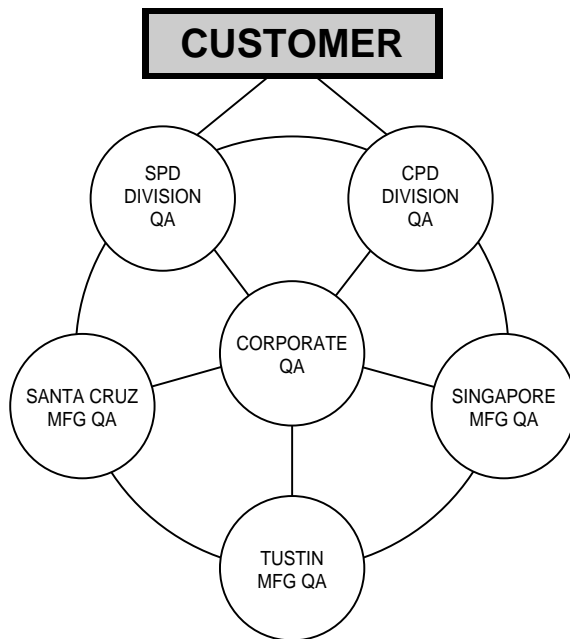 CUSTOMER
SPD
DIVISION
QA
CPD
DIVISION
QA
CORPORATE
QA
SANTA CRUZ
MFG QA
SINGAPORE
MFG QA
TUSTIN
MFG QA